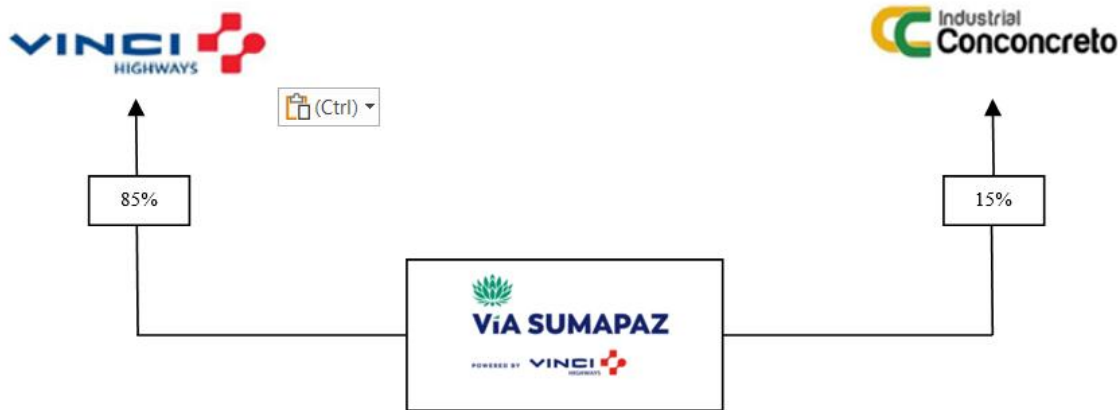 VINCI
HIGHWAYS
Industrial
Conconcreto
(Ctrl)
85%
15%
VíA SUMAPAZ
POWERED BY VINCI
HIGHWAYS